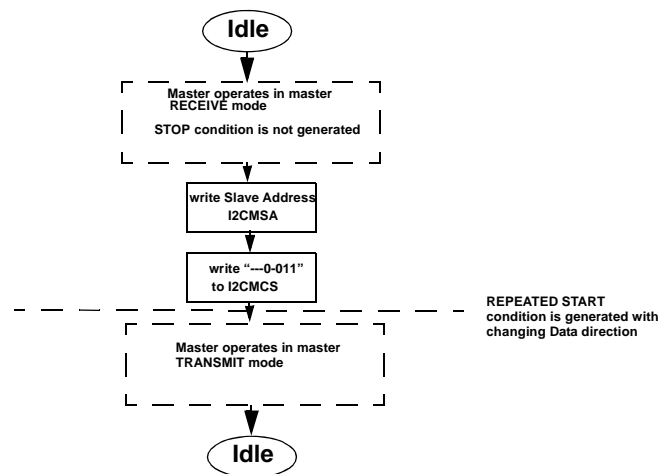 Idle
Master operates in master
RECEIVE mode
STOP condition is not generated
write Slave Address
I2CMSA
write “---0-011”
to I2CMCS
REPEATED START
condition is generated with
changing Data direction
Master operates in master
TRANSMIT mode
Idle